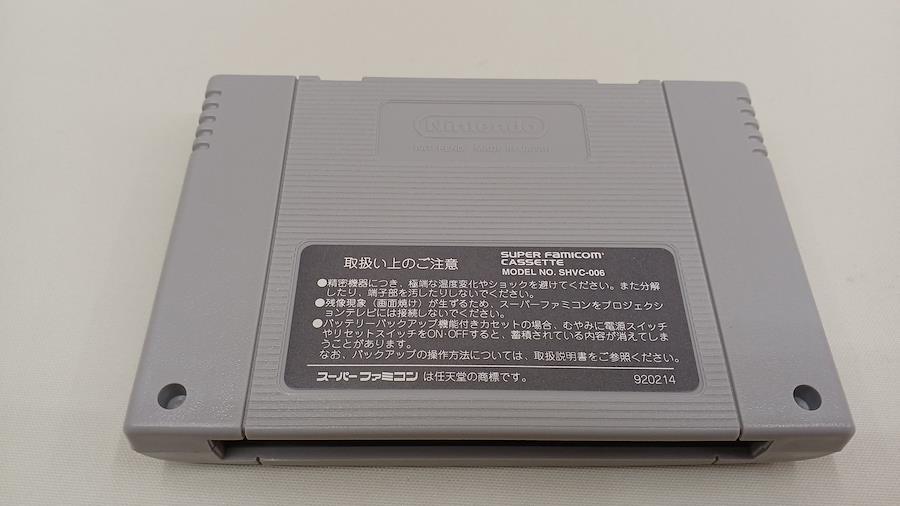 Nintendo
PAT. PEND. MADE IN JAPAN
取扱い上のご注意
SUPER FAMICOM
CASSETTE
MODEL NO. SHVC-006
●精密機器につき、極端な温度変化やショックを避けてください。また分解
したり、端子部を汚したりしないでください。
●残像現象（画面焼け）が生ずるため、スーパーファミコンをプロジェクシ
ョンテレビには接続しないでください。
●バッテリーバックアップ機能付きカセットの場合、むやみに電源スイッチ
やリセットスイッチをON・OFFすると、蓄積されている内容が消えてしま
うことがあります。
なお、バックアップの操作方法については、取扱説明書をご参照ください。
スーパーファミコン は任天堂の商標です。
920214